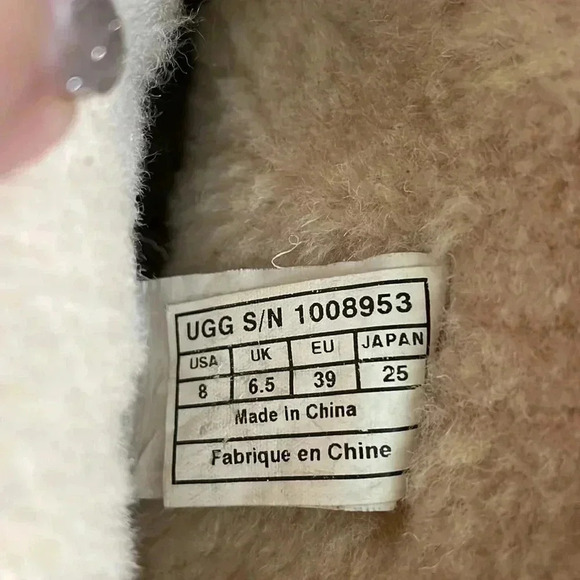 UGG S/N 1008953
USA UK EU JAPAN
8 6.5 39 25
Made in China
Fabrique en Chine